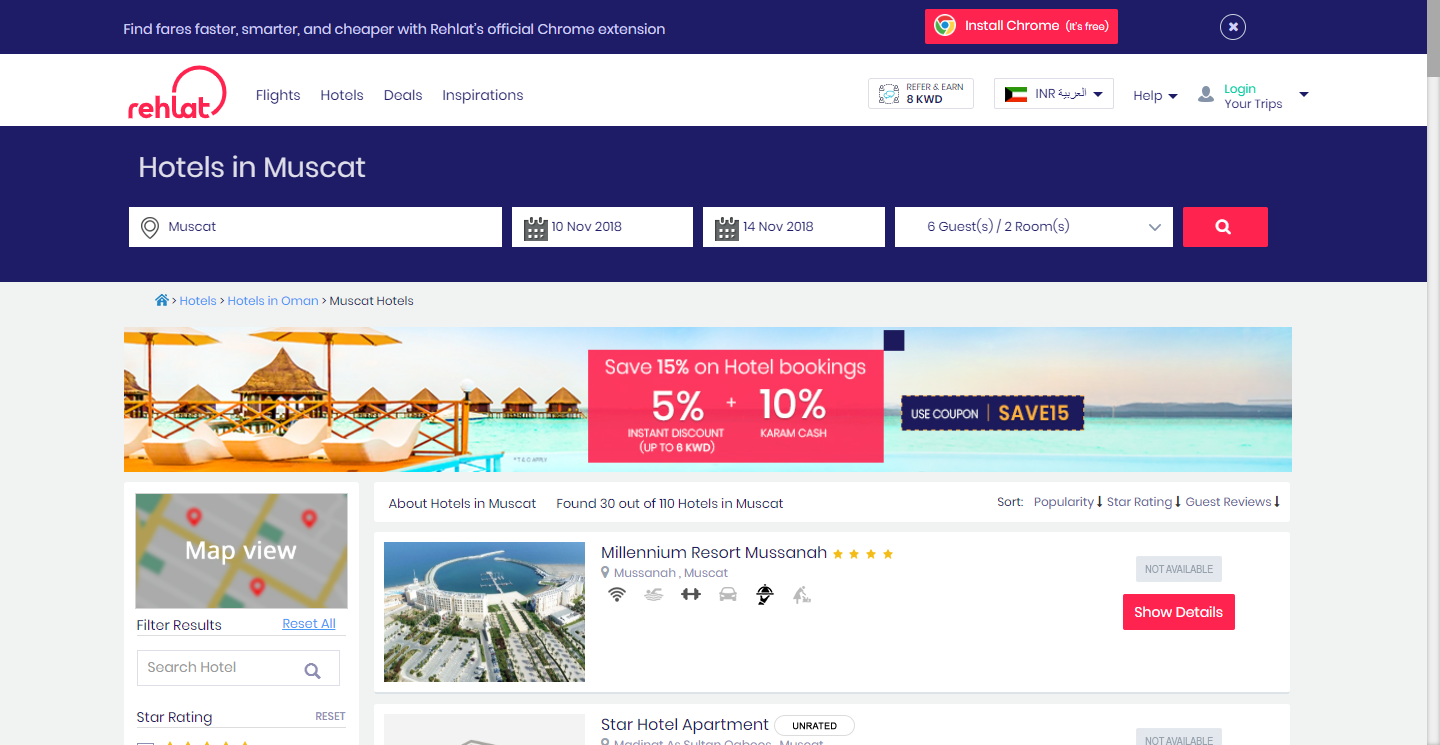 Find fares faster, smarter, and cheaper with Rehlat's official Chrome extension
Install Chrome (It's free)
rehlat
Flights Hotels Deals Inspirations
REFER & EARN
8 KWD
INR العربية
Help
Login
Your Trips
Hotels in Muscat
Muscat
10 Nov 2018
14 Nov 2018
6 Guest(s) / 2 Room(s)
> Hotels > Hotels in Oman > Muscat Hotels
Save 15% on Hotel bookings
5% + 10%
INSTANT DISCOUNT
(UP TO 6 KWD)
KARAM CASH
USE COUPON | SAVE15
*T & C APPLY
Map view
Filter Results Reset All
Search Hotel
Star Rating RESET
About Hotels in Muscat Found 30 out of 110 Hotels in Muscat
Sort: Popularity Star Rating Guest Reviews
Millennium Resort Mussanah
Mussanah , Muscat
NOT AVAILABLE
Show Details
Star Hotel Apartment UNRATED
Madinat As Sultan Qaboos , Muscat
NOT AVAILABLE